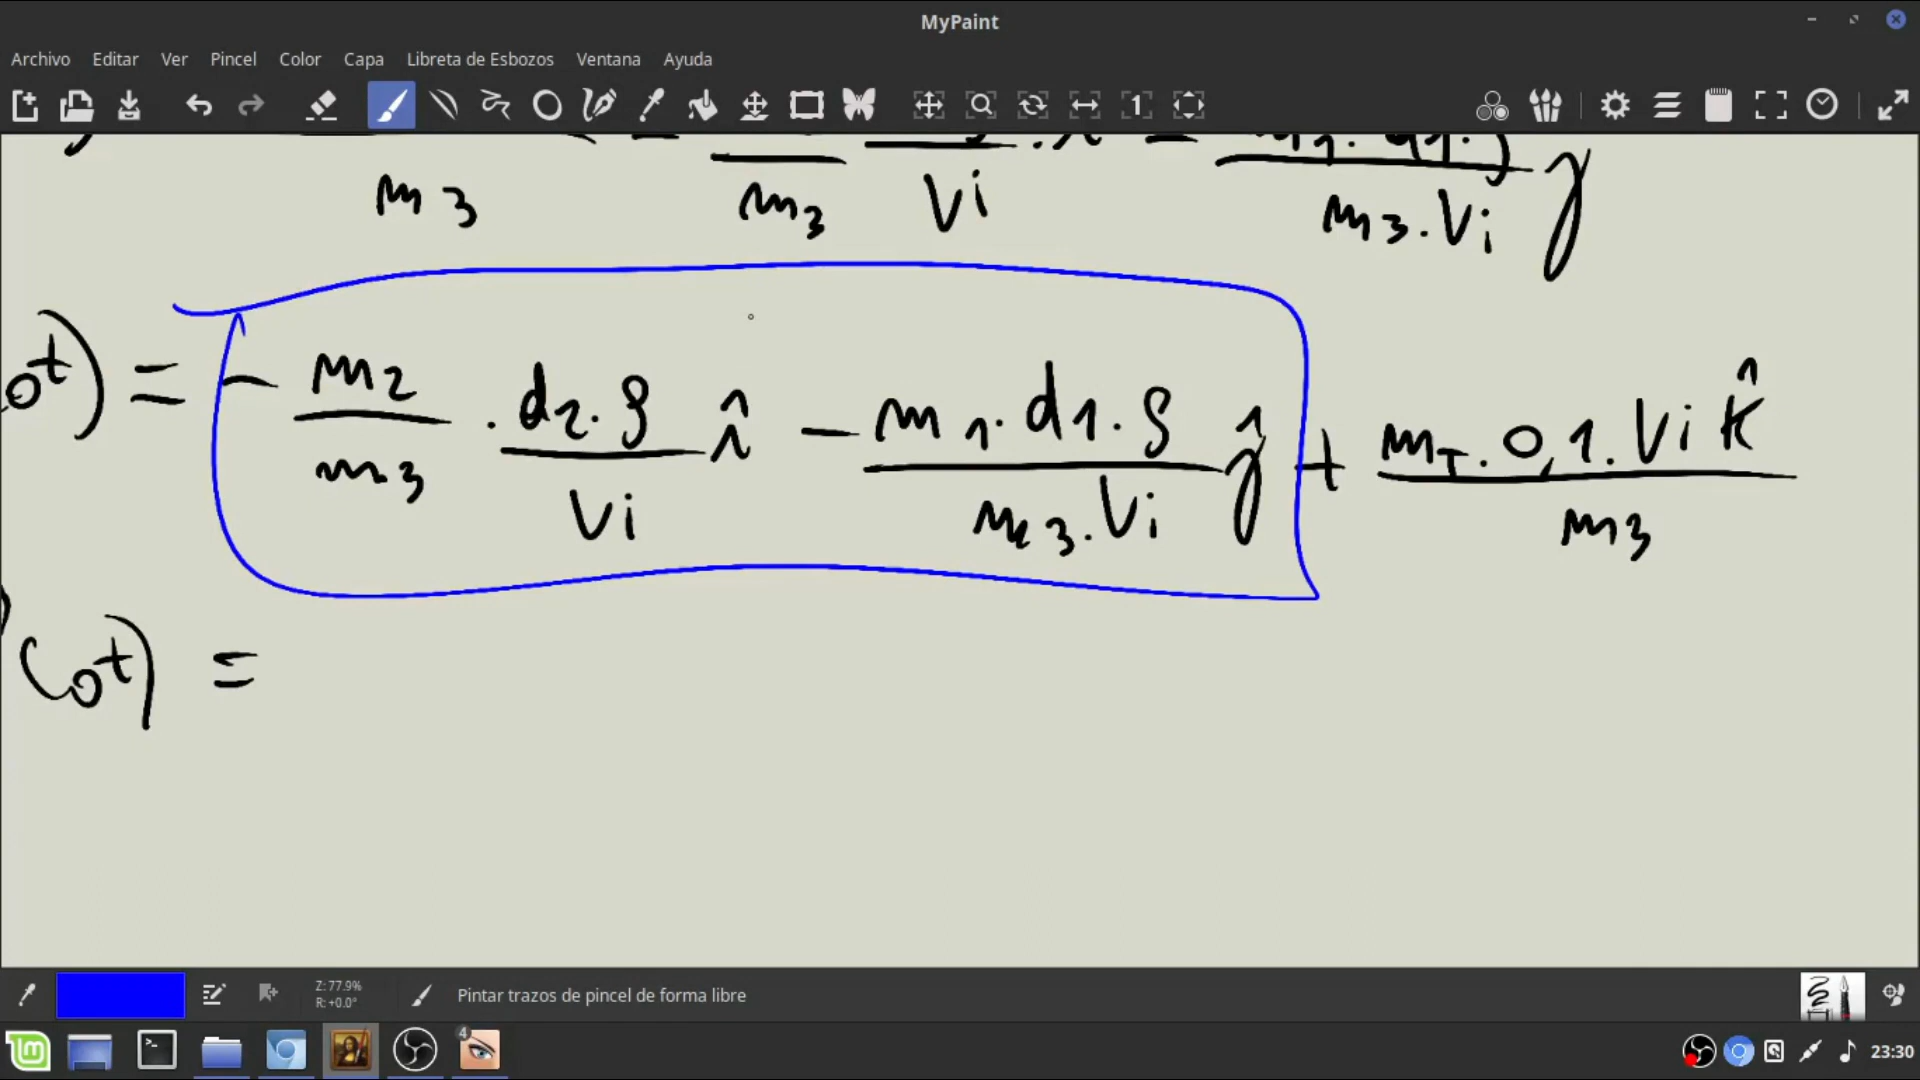 MyPaint
Archivo Editar Ver Pincel Color Capa Libreta de Esbozos Ventana Ayuda
m3 m3 Vi m3.Vi ĵ
ot) = - m2/m3 . d2.g/Vi î - m1.d1.g/m3.Vi ĵ + mT.0,1.Vi k̂/m3
(ot) =
Z: 77.9%
R: +0.0°
Pintar trazos de pincel de forma libre
4
23:30